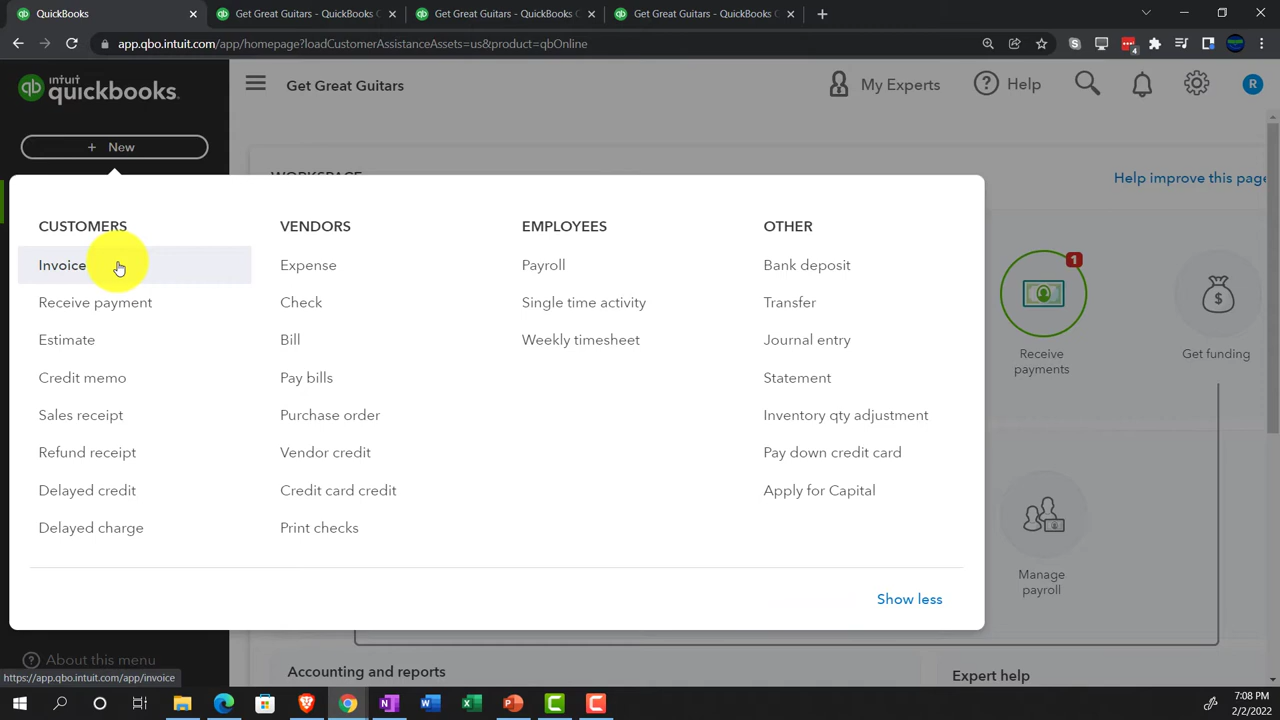 Get Great Guitars - QuickBooks C
Get Great Guitars - QuickBooks C
Get Great Guitars - QuickBooks C
Get Great Guitars - QuickBooks C
app.qbo.intuit.com/app/homepage?loadCustomerAssistanceAssets=us&product=qbOnline
4
qb
intuit
quickbooks.
Get Great Guitars
My Experts
Help
R
+ New
WORKSPACE
Help improve this page
CUSTOMERS
VENDORS
EMPLOYEES
OTHER
Invoice
Expense
Payroll
Bank deposit
Receive payment
Check
Single time activity
Transfer
Estimate
Bill
Weekly timesheet
Journal entry
Credit memo
Pay bills
Statement
Sales receipt
Purchase order
Inventory qty adjustment
Refund receipt
Vendor credit
Pay down credit card
Delayed credit
Credit card credit
Apply for Capital
Delayed charge
Print checks
Show less
1
$
Receive
payments
Get funding
Manage
payroll
About this menu
https://app.qbo.intuit.com/app/invoice
Accounting and reports
Expert help
7:08 PM
2/2/2022